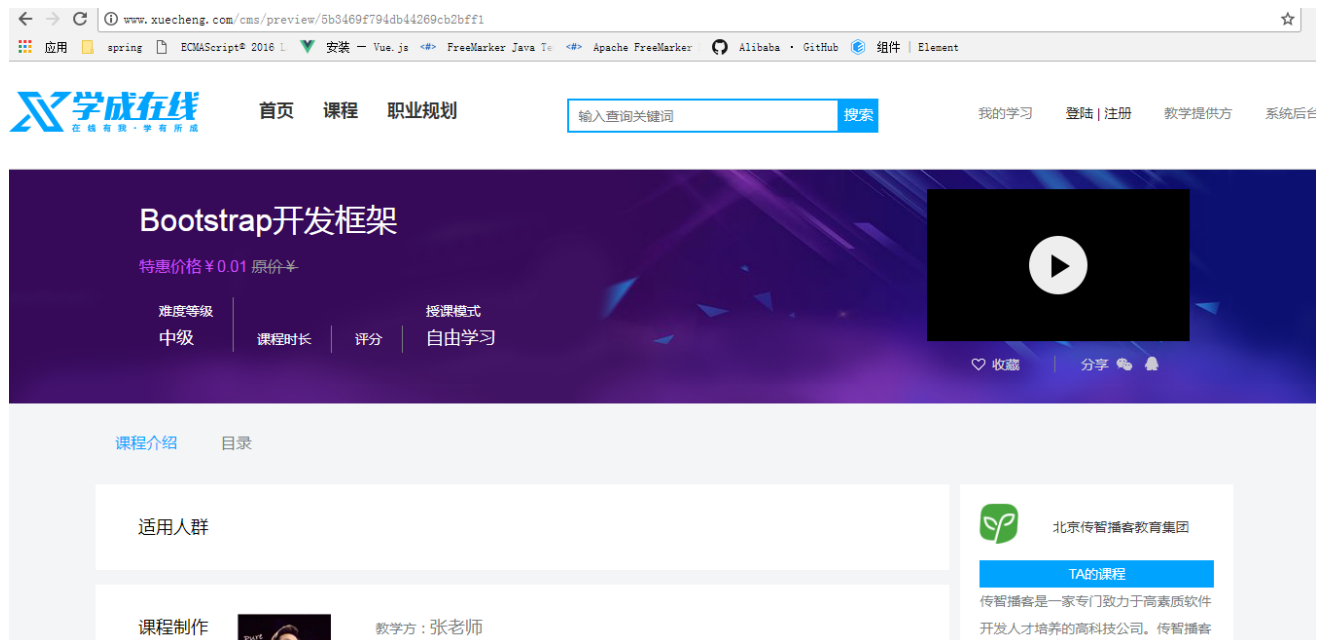 www.xuecheng.com/cms/preview/5b3469f794db44269cb2bff1
应用 spring ECMAScript® 2016 L 安装 — Vue.js FreeMarker Java Te Apache FreeMarker Alibaba · GitHub 组件 | Element
学成在线 首页 课程 职业规划 输入查询关键词 搜索 我的学习 登陆 | 注册 教学提供方 系统后台
在线有我·学有所成
Bootstrap开发框架
特惠价格¥0.01 原价¥
难度等级 授课模式
中级 课程时长 评分 自由学习
收藏 分享
课程介绍 目录
适用人群 北京传智播客教育集团
TA的课程
传智播客是一家专门致力于高素质软件
课程制作 Pure 教学方：张老师 开发人才培养的高科技公司。传智播客